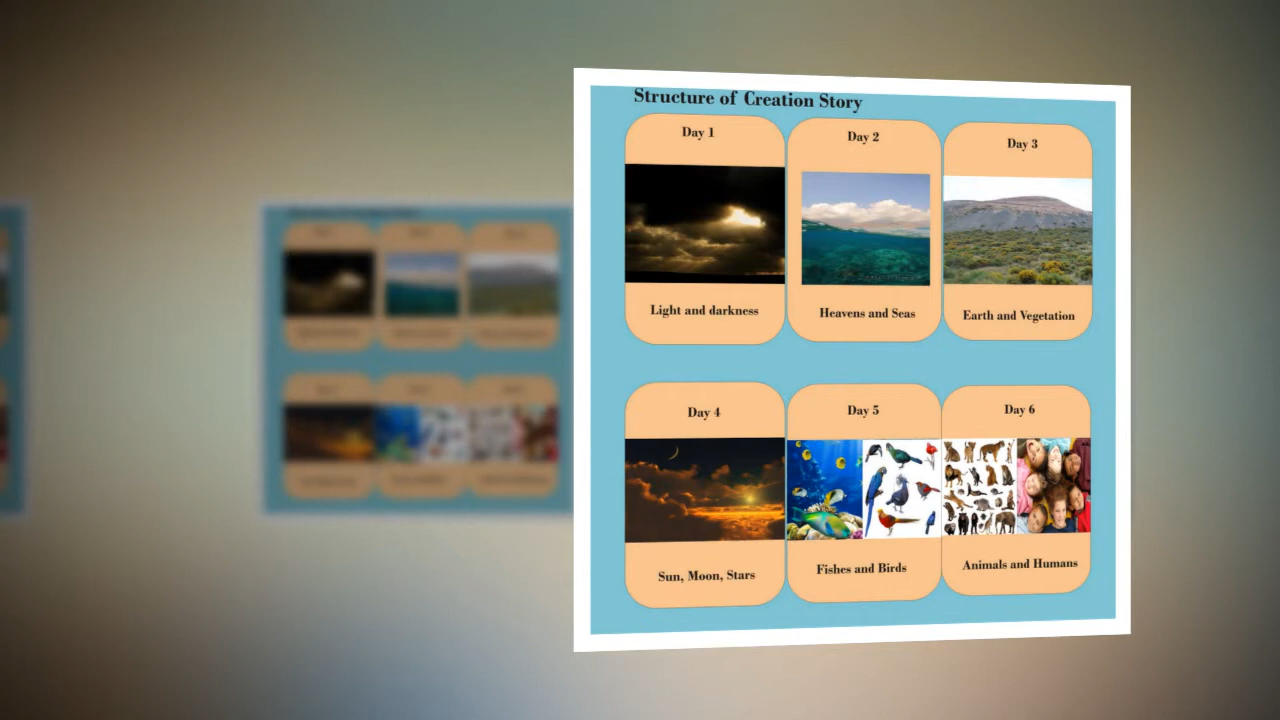 Structure of Creation Story
Day 1
Day 2
Day 3
Light and darkness
Heavens and Seas
Earth and Vegetation
Day 4
Day 5
Day 6
Sun, Moon, Stars
Fishes and Birds
Animals and Humans